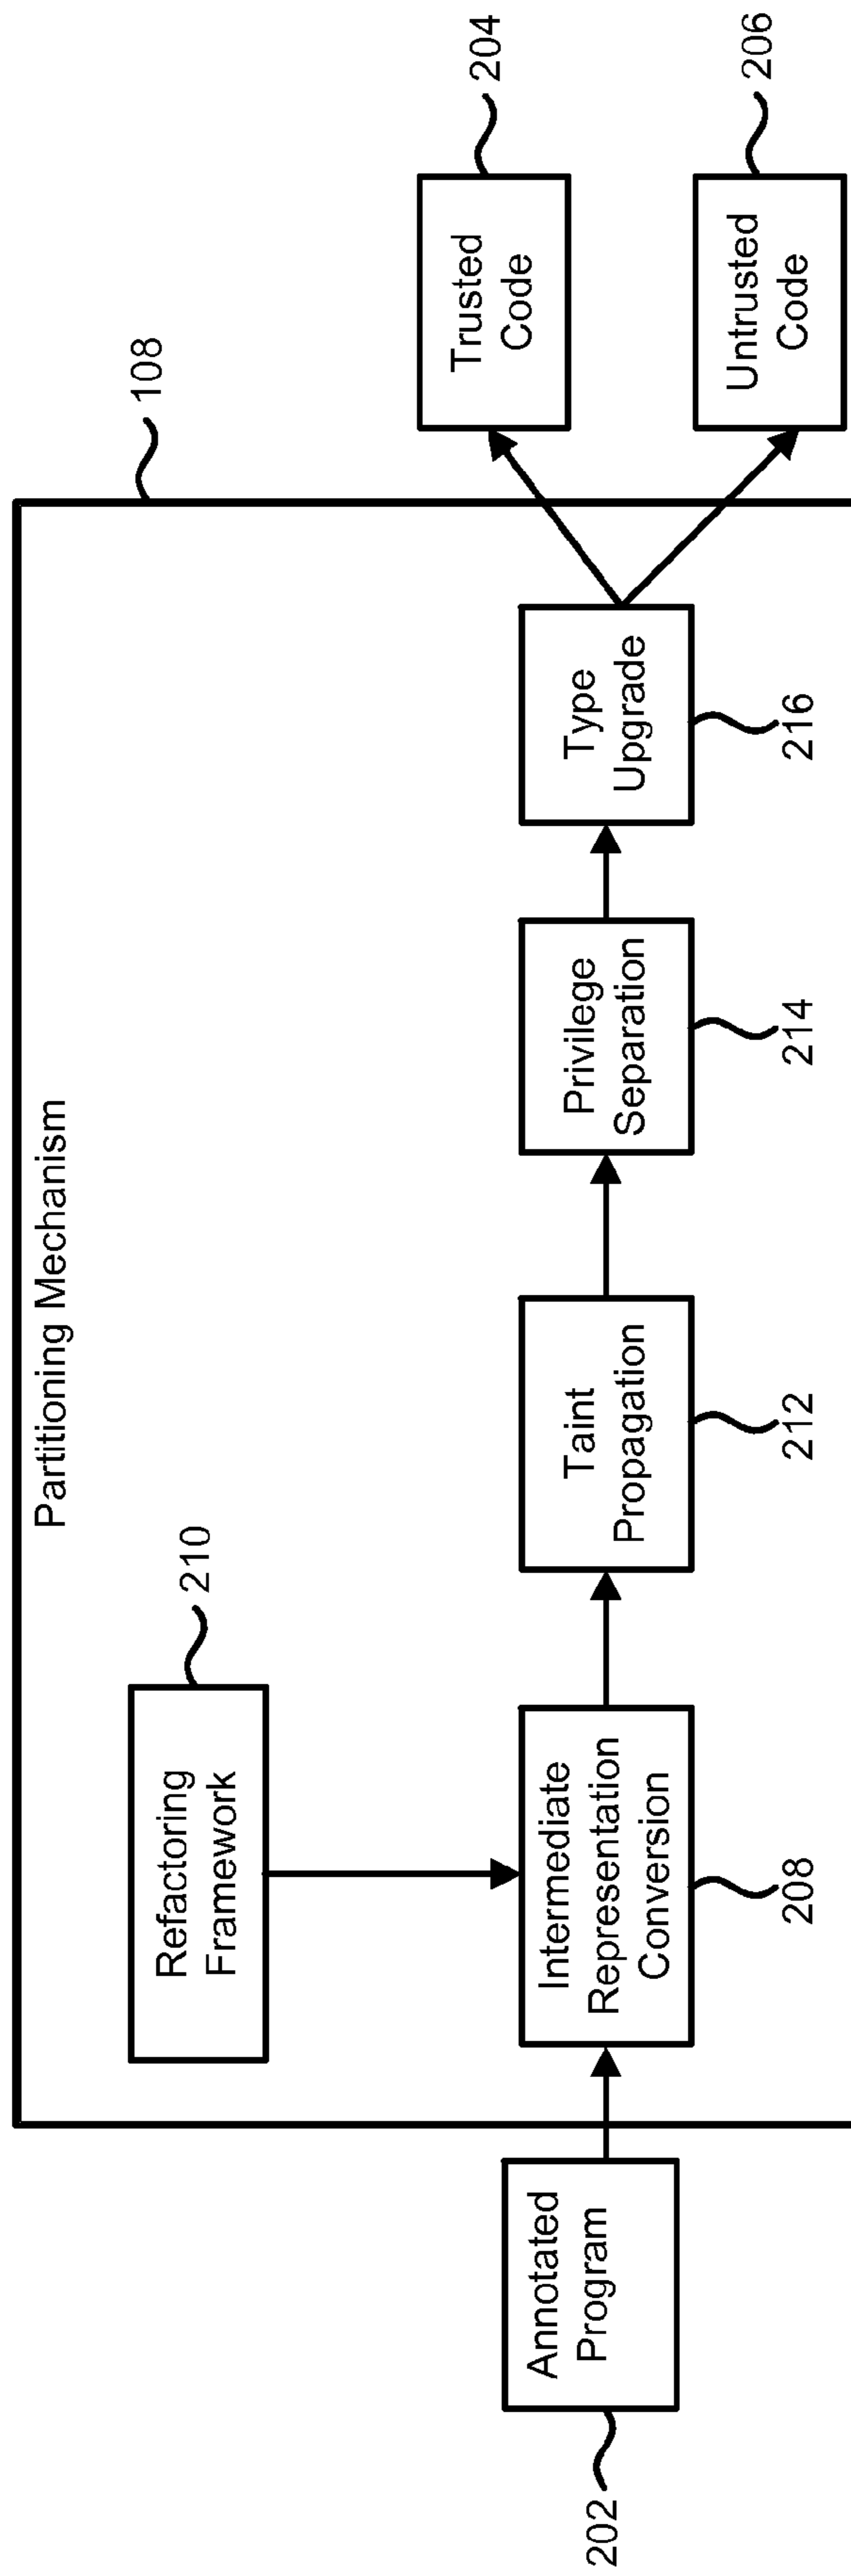 Partitioning Mechanism
108
Refactoring
Framework
210
Annotated
Program
202
Intermediate
Representation
Conversion
208
Taint
Propagation
212
Privilege
Separation
214
Type
Upgrade
216
Trusted
Code
204
Untrusted
Code
206